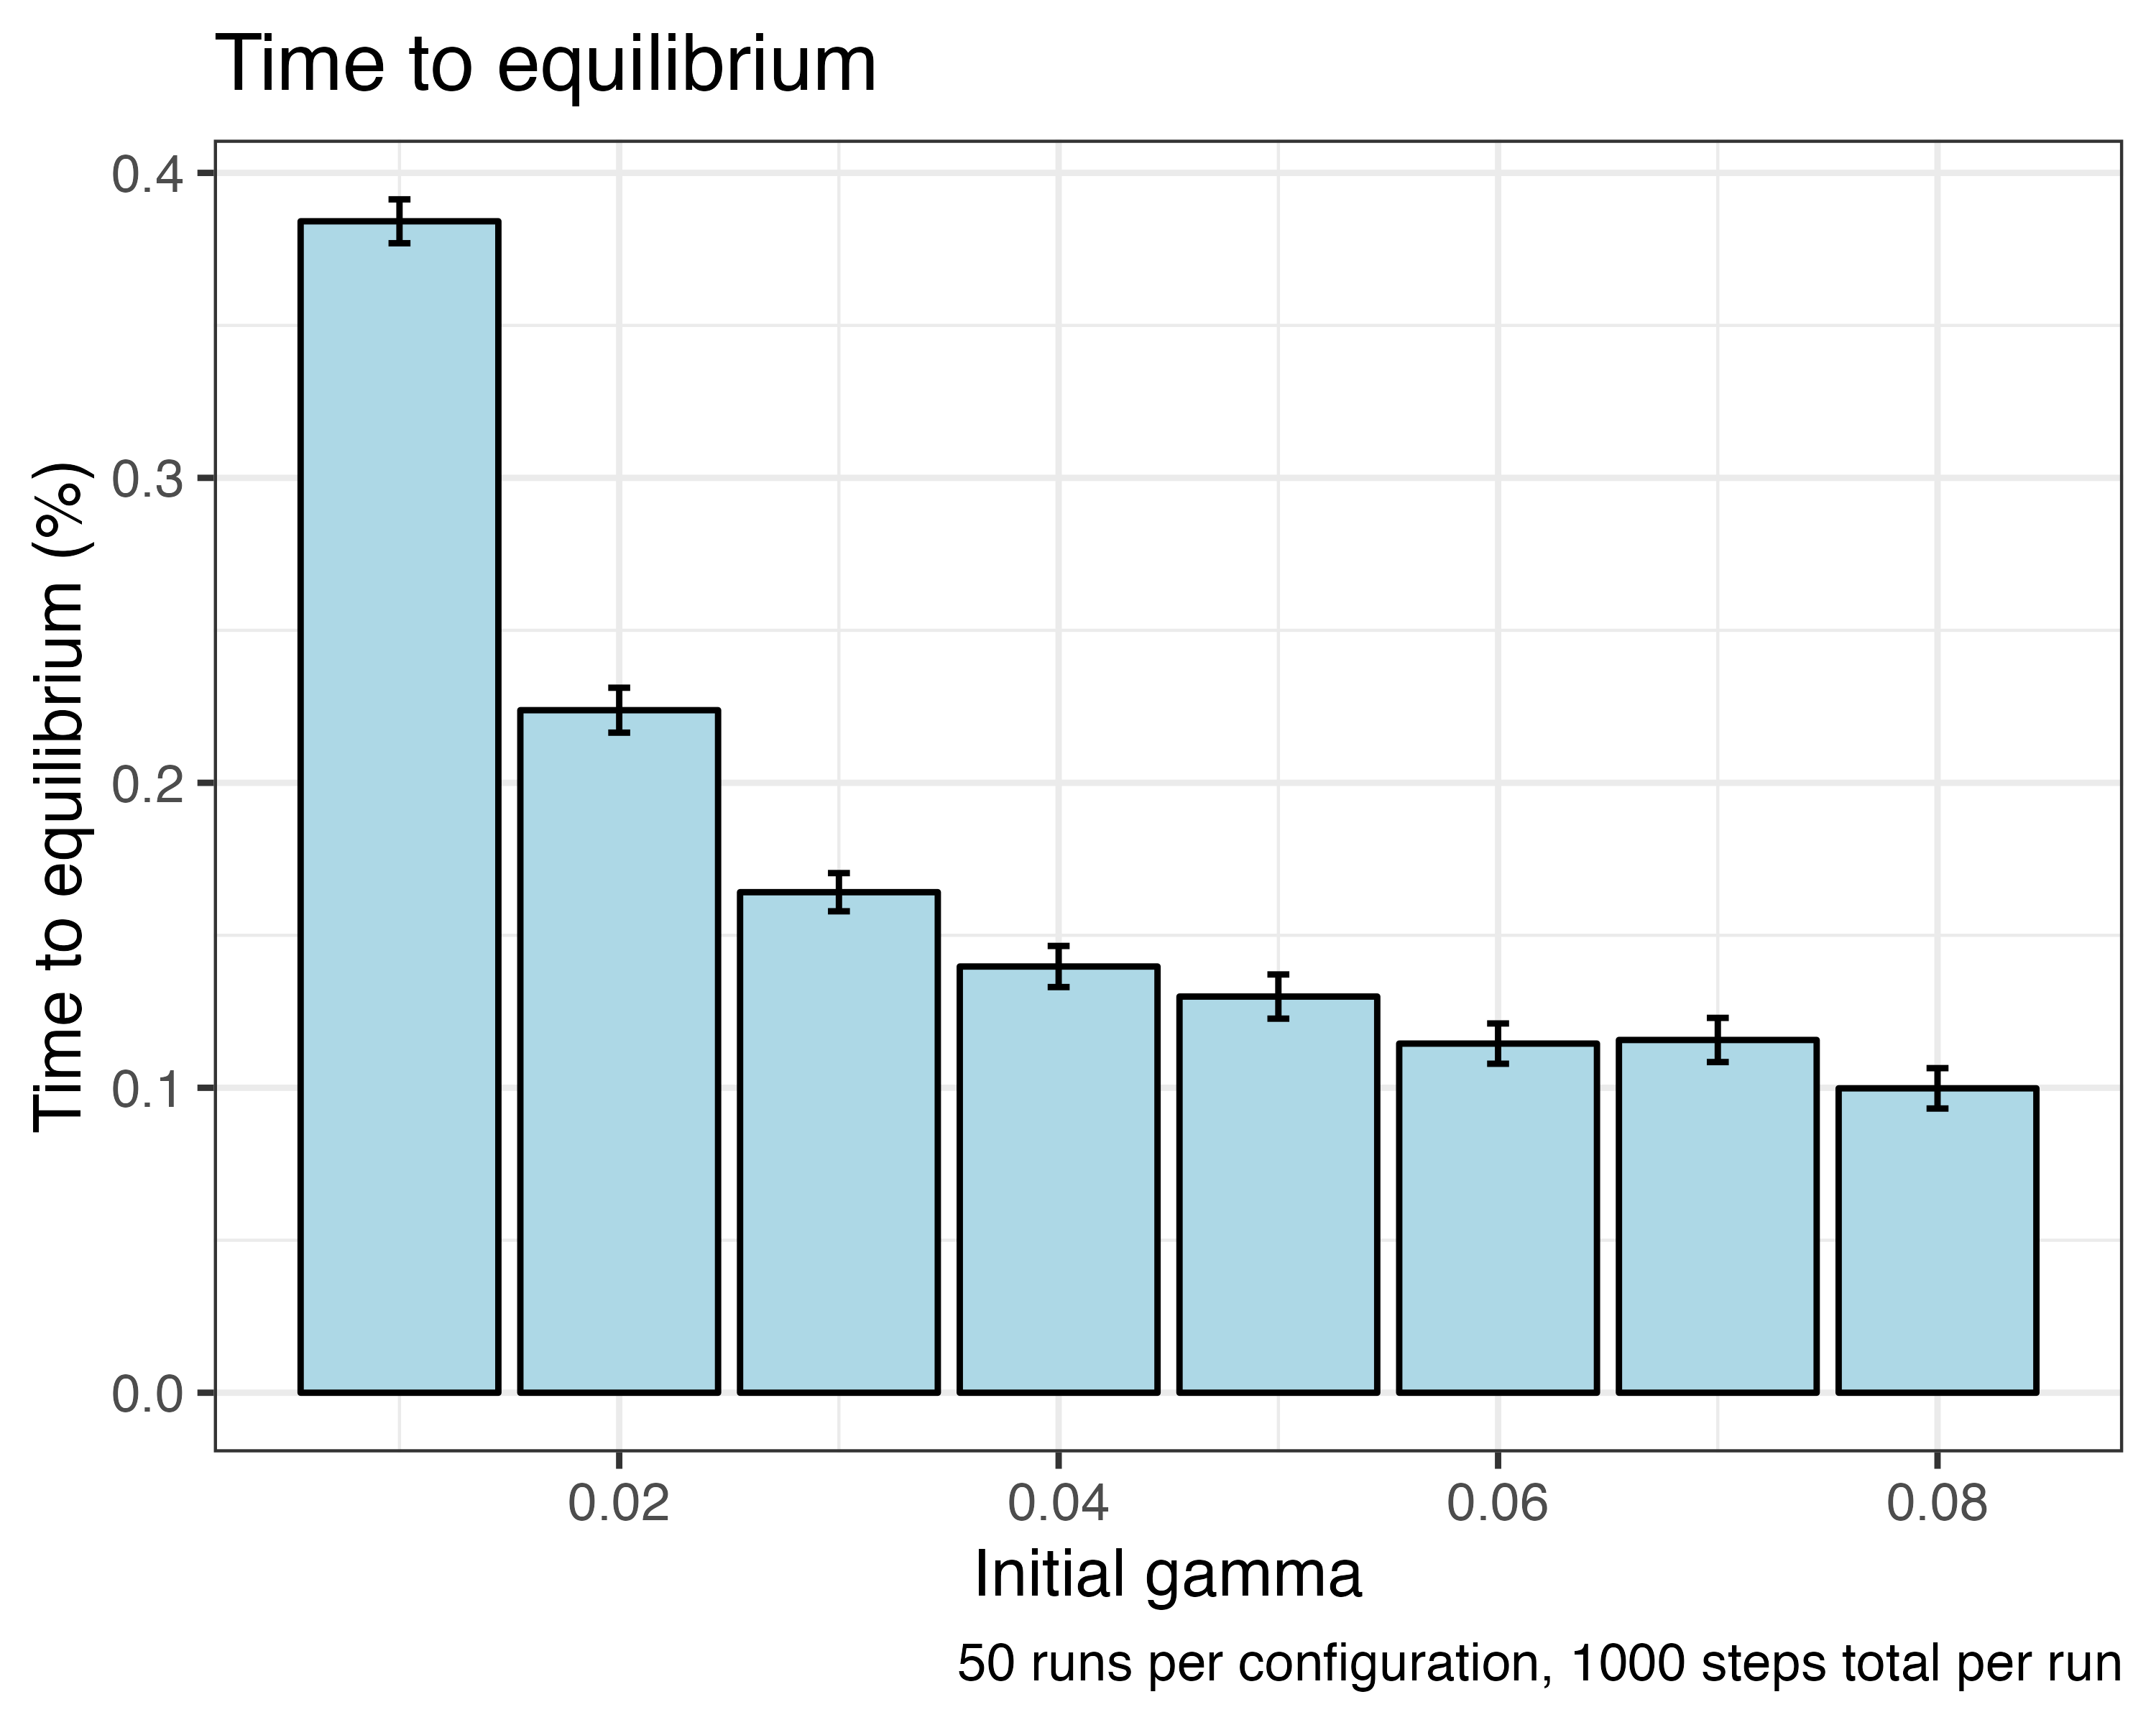 Time to equilibrium
Time to equilibrium (%)
0.4
0.3
0.2
0.1
0.0
0.02 0.04 0.06 0.08
Initial gamma
50 runs per configuration, 1000 steps total per run